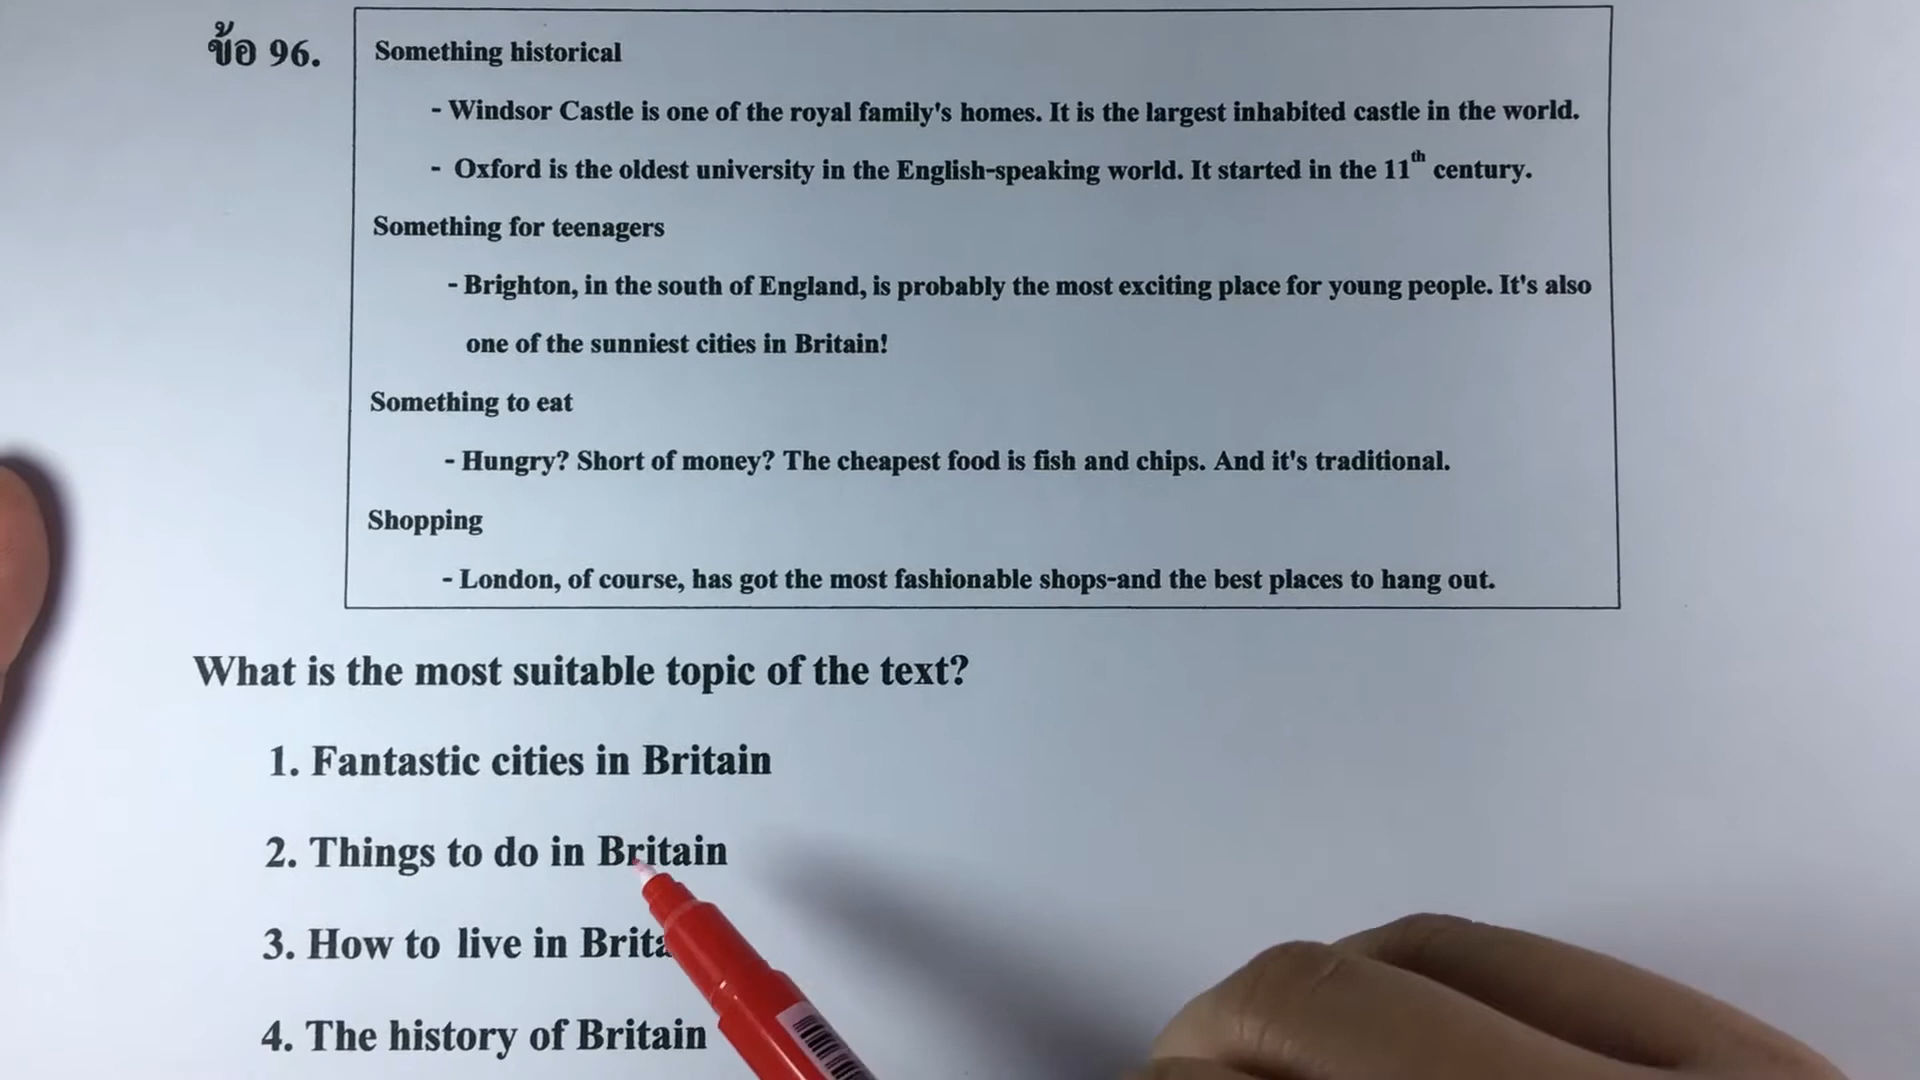 ข้อ 96.
Something historical
- Windsor Castle is one of the royal family's homes. It is the largest inhabited castle in the world.
- Oxford is the oldest university in the English-speaking world. It started in the 11th century.
Something for teenagers
- Brighton, in the south of England, is probably the most exciting place for young people. It's also
one of the sunniest cities in Britain!
Something to eat
- Hungry? Short of money? The cheapest food is fish and chips. And it's traditional.
Shopping
- London, of course, has got the most fashionable shops-and the best places to hang out.
What is the most suitable topic of the text?
1. Fantastic cities in Britain
2. Things to do in Britain
3. How to live in
4. The history of Britain